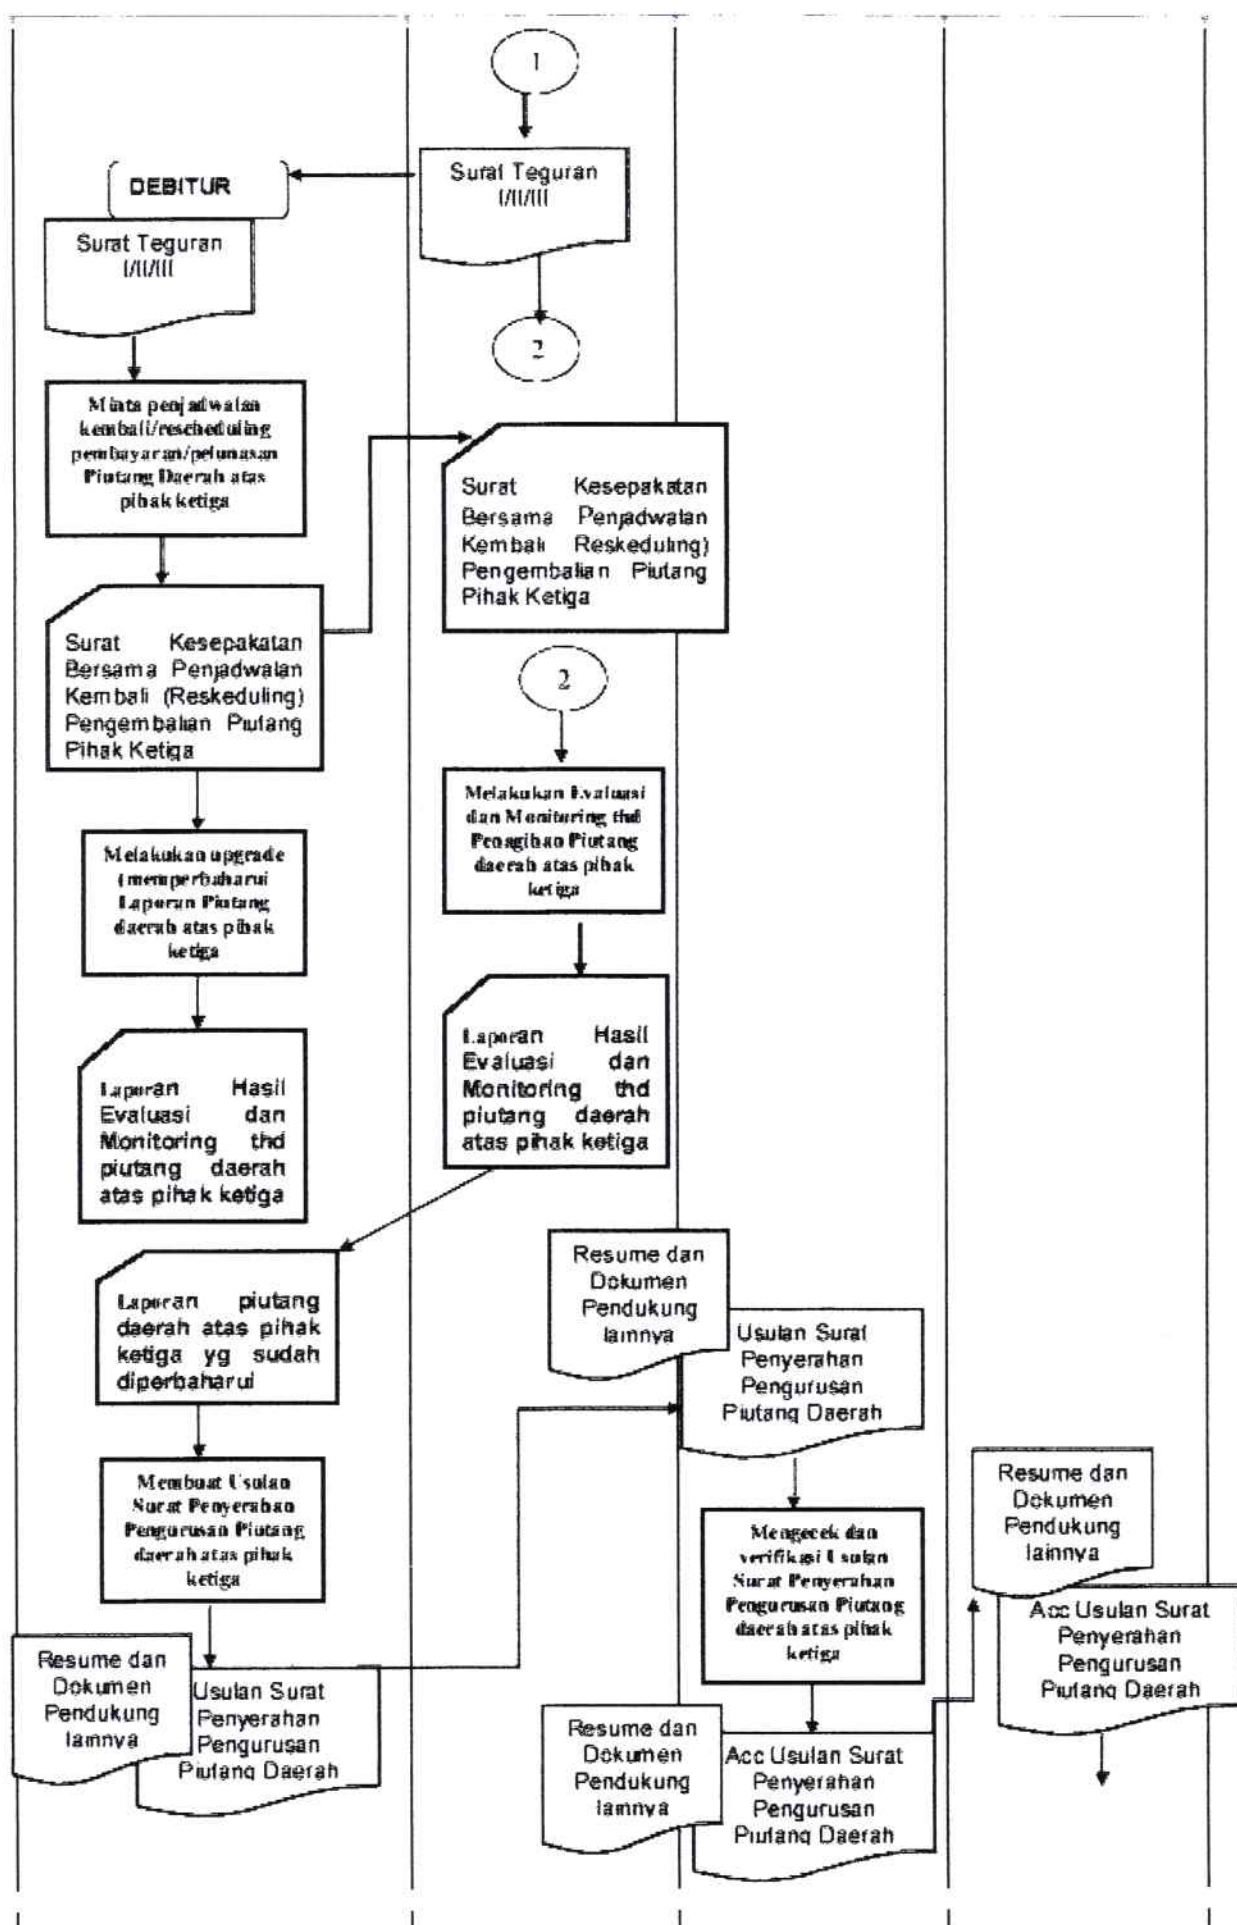 1
Surat Teguran
I/II/III
DEBITUR
Surat Teguran
I/II/III
2
Minta penjadwalan
kembali/rescheduling
pembayaran/pelunasan
Piutang Daerah atas
pihak ketiga
Surat Kesepakatan
Bersama Penjadwalan
Kembali Reskeduling)
Pengembalian Piutang
Pihak Ketiga
Surat Kesepakatan
Bersama Penjadwalan
Kembali (Reskeduling)
Pengembalian Piutang
Pihak Ketiga
2
Melakukan Evaluasi
dan Monitoring thd
Penagihan Piutang
daerah atas pihak
ketiga
Melakukan upgrade
(memperbaharui
Laporan Piutang
daerah atas pihak
ketiga
Laporan Hasil
Evaluasi dan
Monitoring thd
piutang daerah
atas pihak ketiga
Laporan Hasil
Evaluasi dan
Monitoring thd
piutang daerah
atas pihak ketiga
Laporan piutang
daerah atas pihak
ketiga yg sudah
diperbaharui
Resume dan
Dokumen
Pendukung
lainnya
Usulan Surat
Penyerahan
Pengurusan
Piutang Daerah
Membuat Usulan
Surat Penyerahan
Pengurusan Piutang
daerah atas pihak
ketiga
Mengecek dan
verifikasi Usulan
Surat Penyerahan
Pengurusan Piutang
daerah atas pihak
ketiga
Resume dan
Dokumen
Pendukung
lainnya
Acc Usulan Surat
Penyerahan
Pengurusan
Piutang Daerah
Resume dan
Dokumen
Pendukung
lainnya
Usulan Surat
Penyerahan
Pengurusan
Piutang Daerah
Resume dan
Dokumen
Pendukung
lainnya
Acc Usulan Surat
Penyerahan
Pengurusan
Piutang Daerah